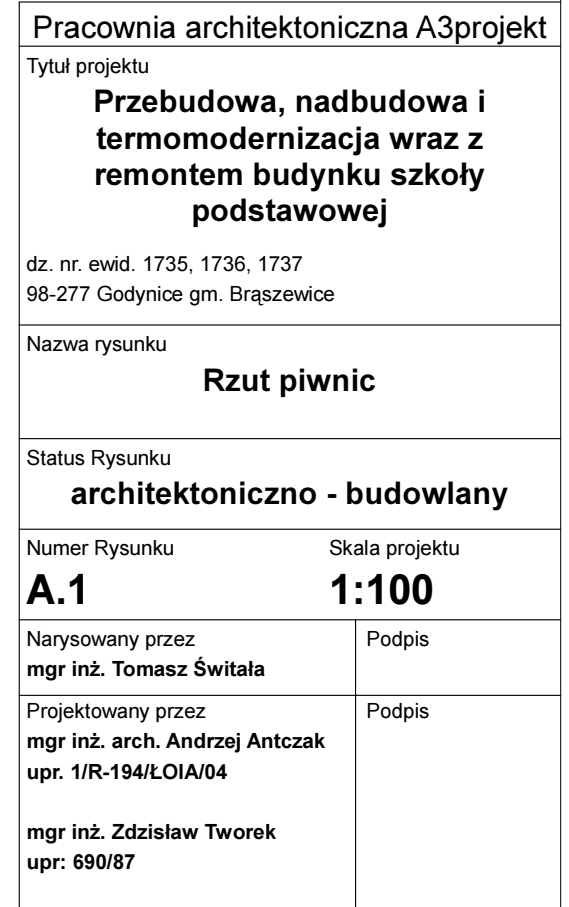 Pracownia architektoniczna A3projekt
Tytuł projektu
Przebudowa, nadbudowa i
termomodernizacja wraz z
remontem budynku szkoły
podstawowej
dz. nr. ewid. 1735, 1736, 1737
98-277 Godynice gm. Brąszewice
Nazwa rysunku
Rzut piwnic
Status Rysunku
architektoniczno - budowlany
Numer Rysunku Skala projektu
A.1 1:100
Narysowany przez Podpis
mgr inż. Tomasz Świtała
Projektowany przez Podpis
mgr inż. arch. Andrzej Antczak
upr. 1/R-194/ŁOIA/04
mgr inż. Zdzisław Tworek
upr: 690/87